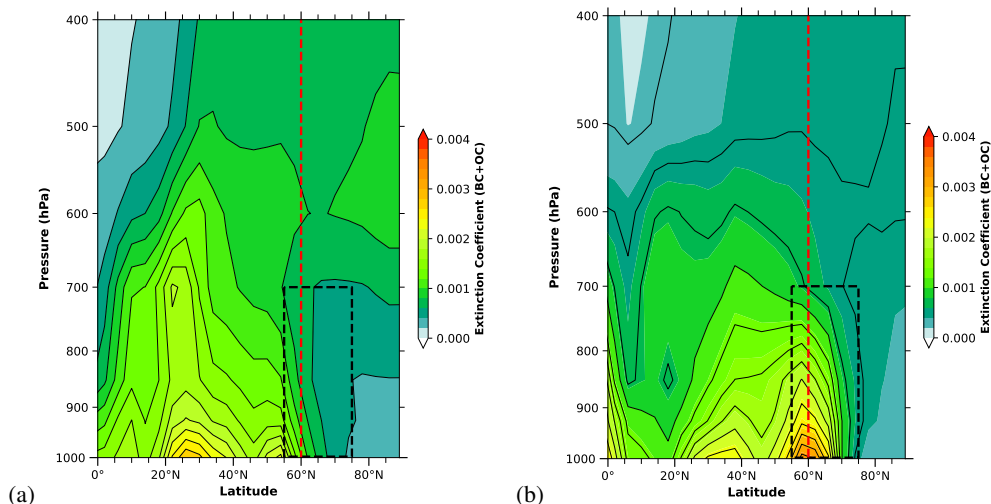 400
500
600
700
800
900
1000
Pressure (hPa)
0°
20°N
40°N
60°N
80°N
Latitude
0.004
0.003
0.002
0.001
0.000
Extinction Coefficient (BC+OC)
(a)
400
500
600
700
800
900
1000
Pressure (hPa)
0°
20°N
40°N
60°N
80°N
Latitude
0.004
0.003
0.002
0.001
0.000
Extinction Coefficient (BC+OC)
(b)